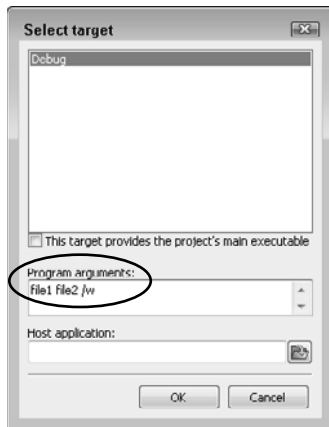 Select target
Debug
This target provides the project's main executable
Program arguments:
file1 file2 /w
Host application:
OK
Cancel